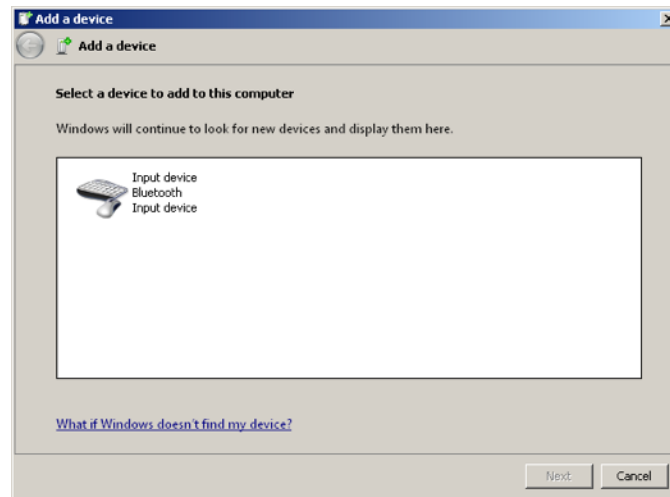 Add a device
Add a device
Select a device to add to this computer
Windows will continue to look for new devices and display them here.
Input device
Bluetooth
Input device
What if Windows doesn't find my device?
Next
Cancel